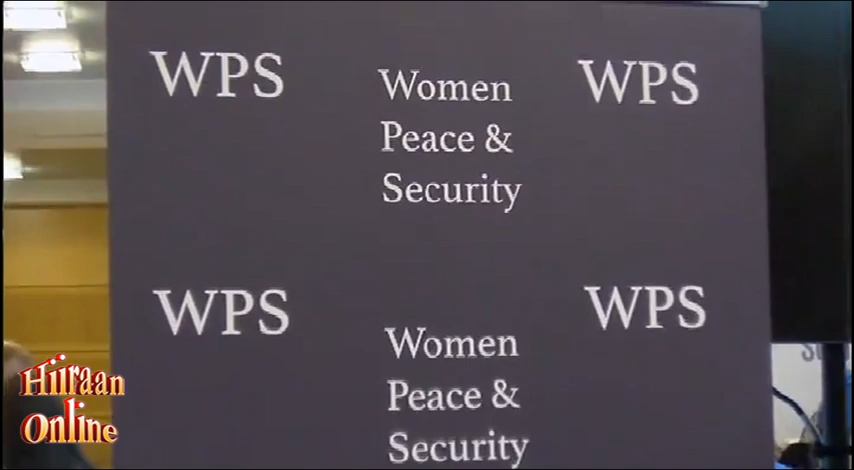 WPS
Women
Peace &
Security
WPS
WPS
Women
Peace &
Security
WPS
Hiiraan
Online